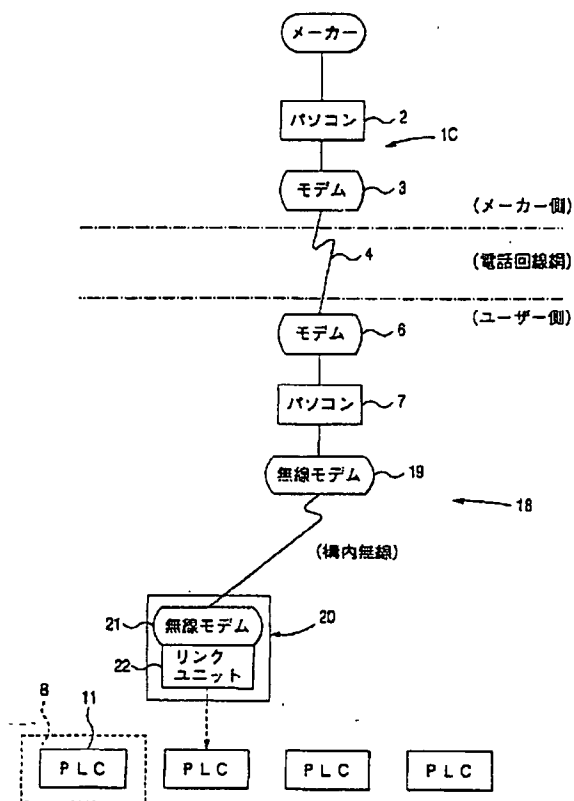 メーカー
パソコン 2
1C
モデム 3
(メーカー側)
4 (電話回線網)
(ユーザー側)
モデム 6
パソコン 7
無線モデム 19
18
(構内無線)
21 無線モデム 20
22 リンク
ユニット
8 11
PLC PLC PLC PLC